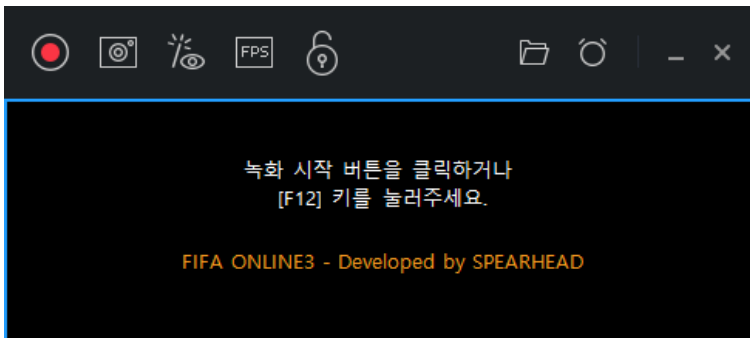 FPS
녹화 시작 버튼을 클릭하거나
[F12] 키를 눌러주세요.
FIFA ONLINE3 - Developed by SPEARHEAD